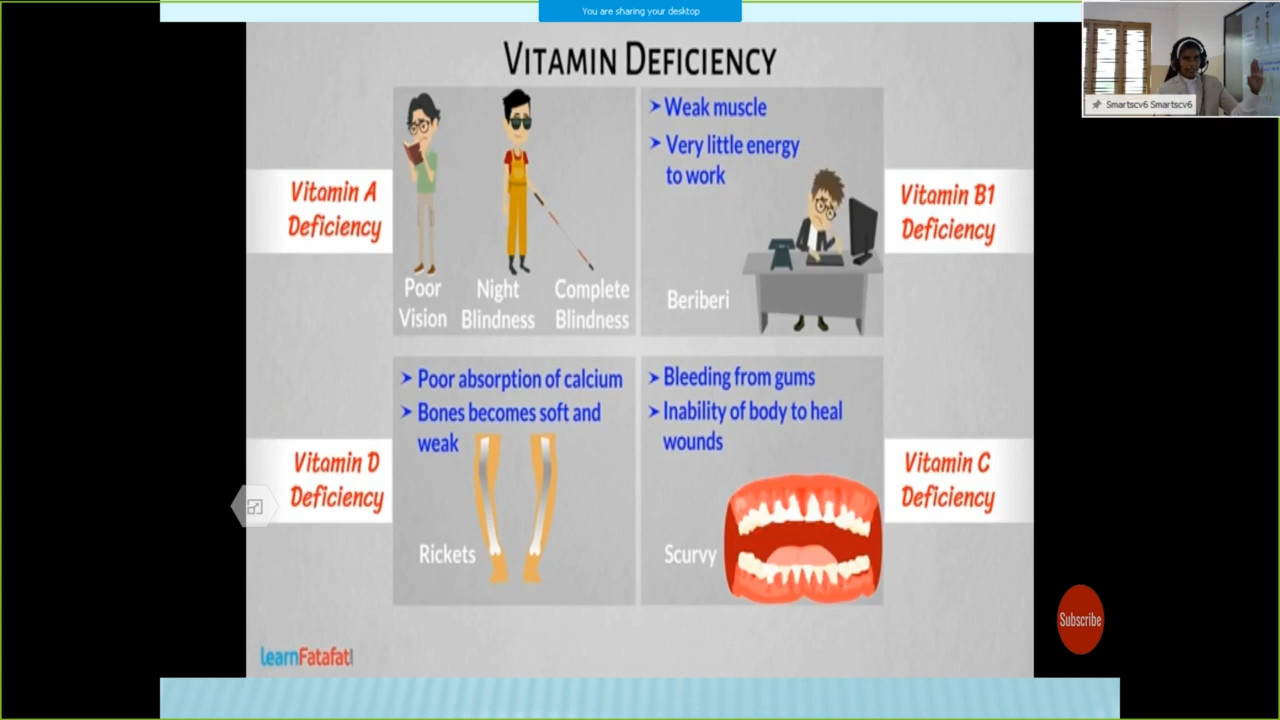 You are sharing your desktop
Smartscv6 Smartscv6
VITAMIN DEFICIENCY
Vitamin A
Deficiency
Poor
Vision
Night
Blindness
Complete
Blindness
➤ Weak muscle
➤ Very little energy
to work
Beriberi
Vitamin B1
Deficiency
Vitamin D
Deficiency
➤ Poor absorption of calcium
➤ Bones becomes soft and
weak
Rickets
➤ Bleeding from gums
➤ Inability of body to heal
wounds
Scurvy
Vitamin C
Deficiency
Subscribe
learnFatafat